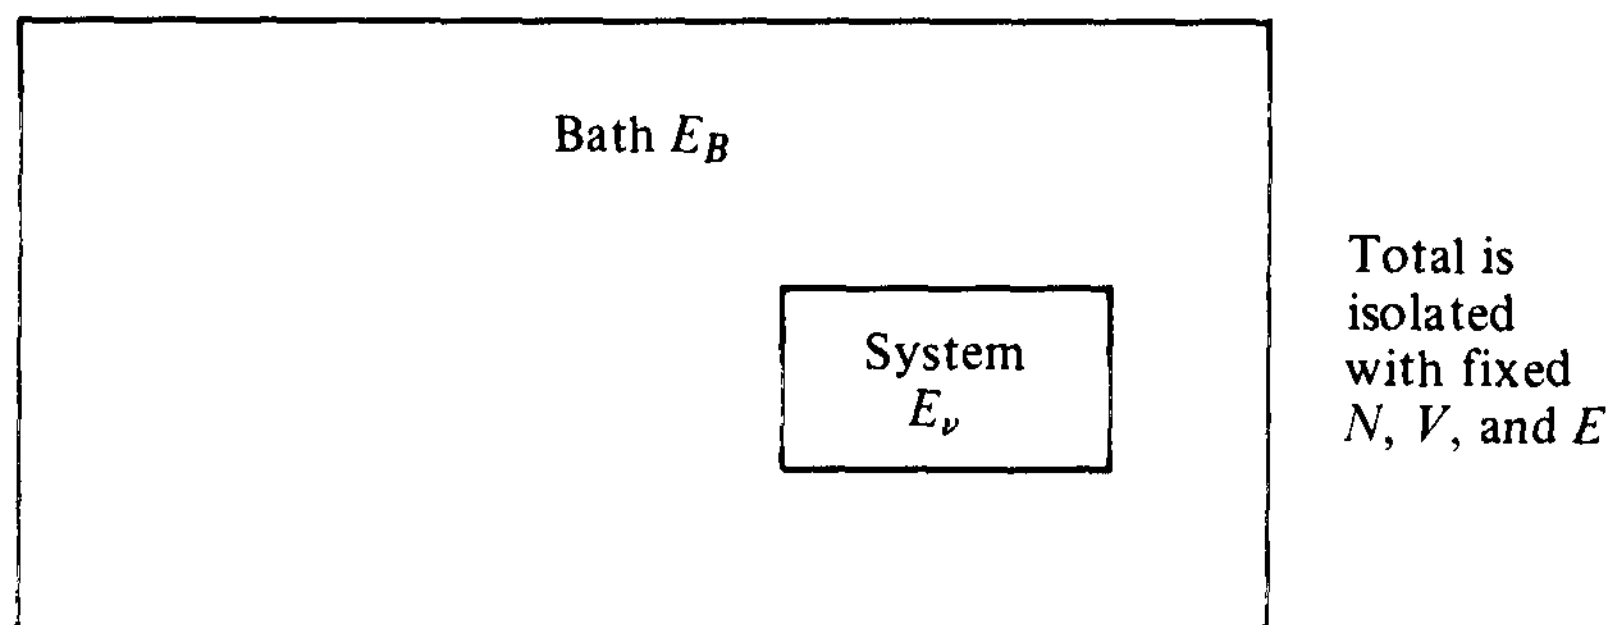 Bath E_B
System
E_ν
Total is
isolated
with fixed
N, V, and E